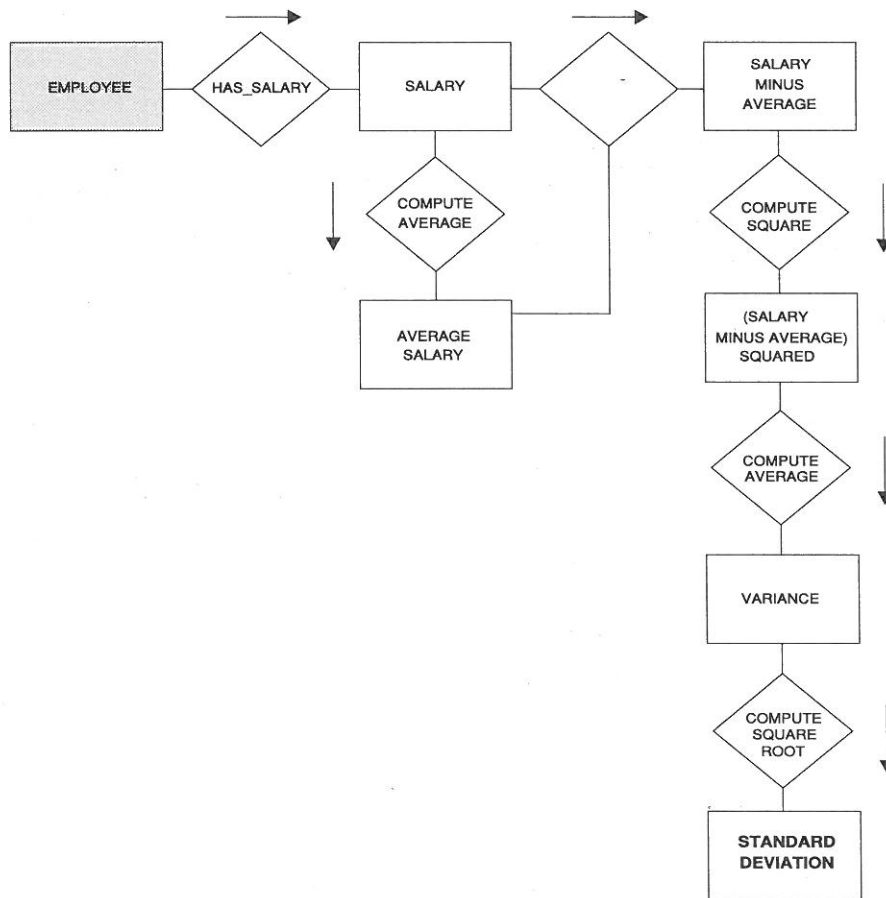 EMPLOYEE
HAS_SALARY
SALARY
-
SALARY
MINUS
AVERAGE
COMPUTE
AVERAGE
COMPUTE
SQUARE
AVERAGE
SALARY
(SALARY
MINUS AVERAGE)
SQUARED
COMPUTE
AVERAGE
VARIANCE
COMPUTE
SQUARE
ROOT
STANDARD
DEVIATION